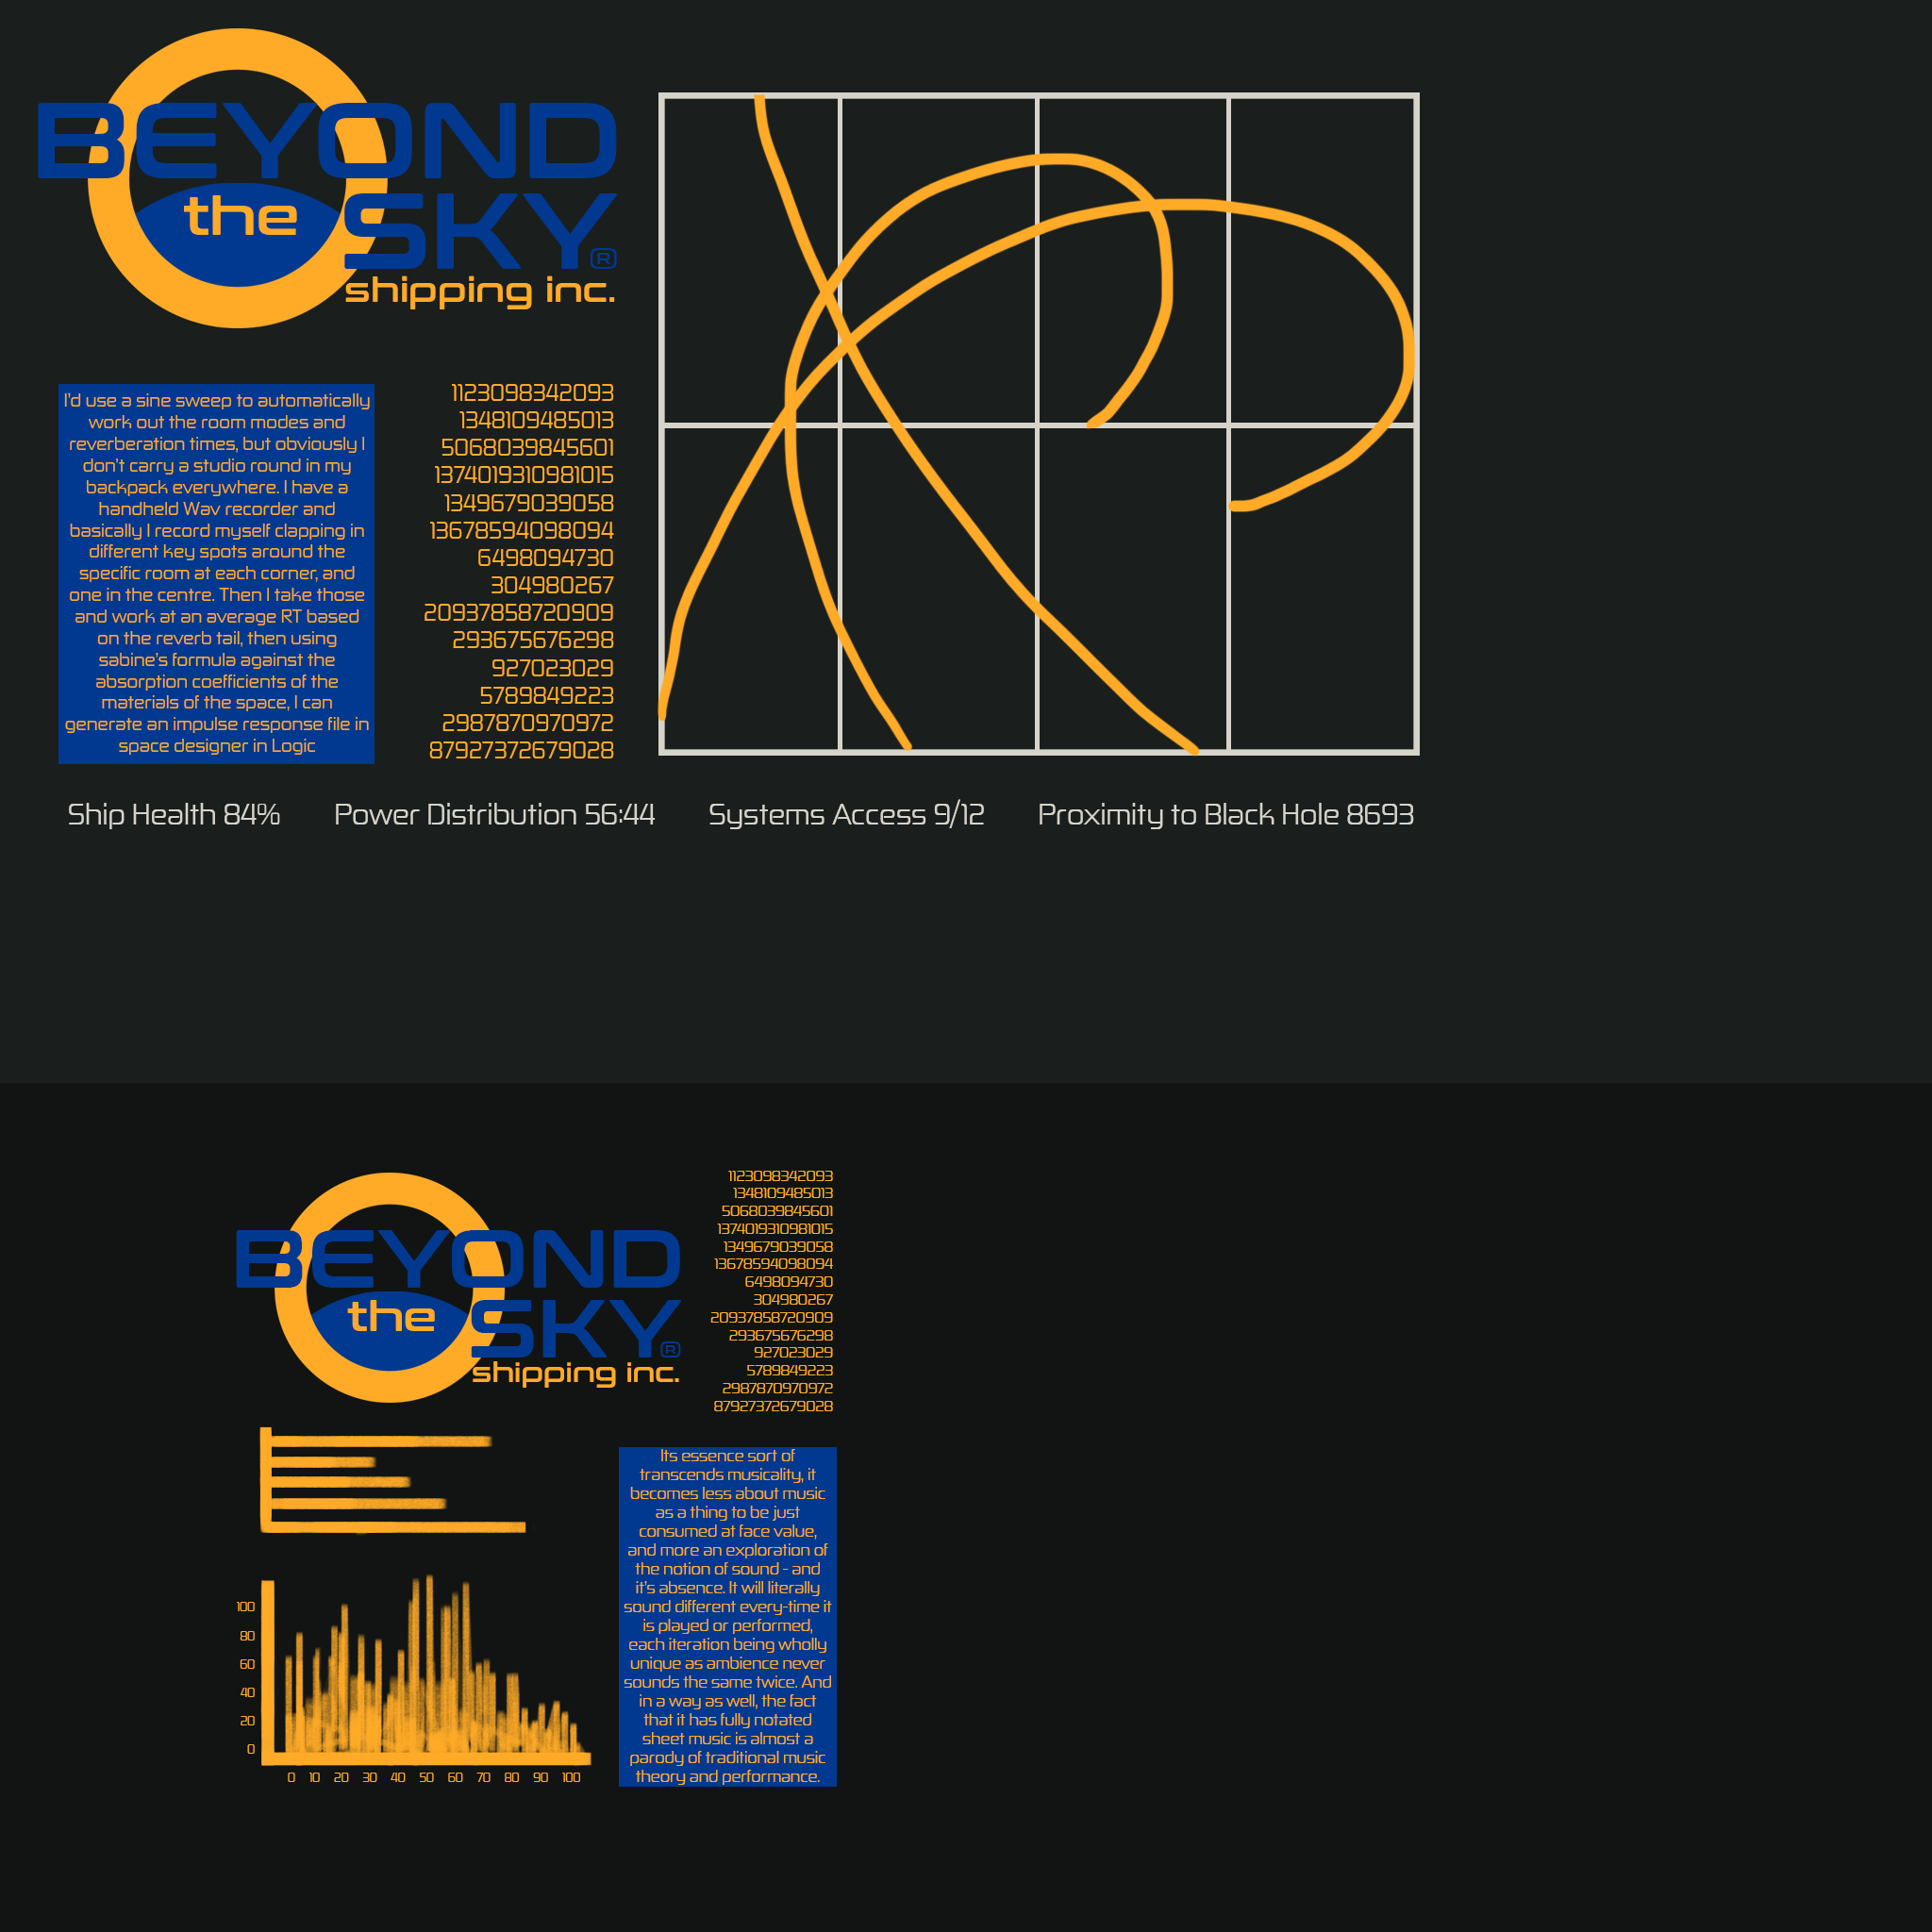 BEYOND
the SKY®
shipping inc.
I'd use a sine sweep to automatically
work out the room modes and
reverberation times, but obviously I
don't carry a studio round in my
backpack everywhere. I have a
handheld Wav recorder and
basically I record myself clapping in
different key spots around the
specific room at each corner, and
one in the centre. Then I take those
and work at an average RT based
on the reverb tail, then using
sabine's formula against the
absorption coefficients of the
materials of the space, I can
generate an impulse response file in
space designer in Logic
1123098342093
1348109485013
5068039845601
1374019310981015
1349679039058
13678594098094
6498094730
304980267
20937858720909
293675676298
927023029
5789849223
2987870970972
87927372679028
Ship Health 84% Power Distribution 56:44 Systems Access 9/12 Proximity to Black Hole 8693
BEYOND
the SKY®
shipping inc.
1123098342093
1348109485013
5068039845601
1374019310981015
1349679039058
13678594098094
6498094730
304980267
20937858720909
293675676298
927023029
5789849223
2987870970972
87927372679028
100
80
60
40
20
0
0 10 20 30 40 50 60 70 80 90 100
Its essence sort of
transcends musicality, it
becomes less about music
as a thing to be just
consumed at face value,
and more an exploration of
the notion of sound - and
it's absence. It will literally
sound different every-time it
is played or performed,
each iteration being wholly
unique as ambience never
sounds the same twice. And
in a way as well, the fact
that it has fully notated
sheet music is almost a
parody of traditional music
theory and performance.